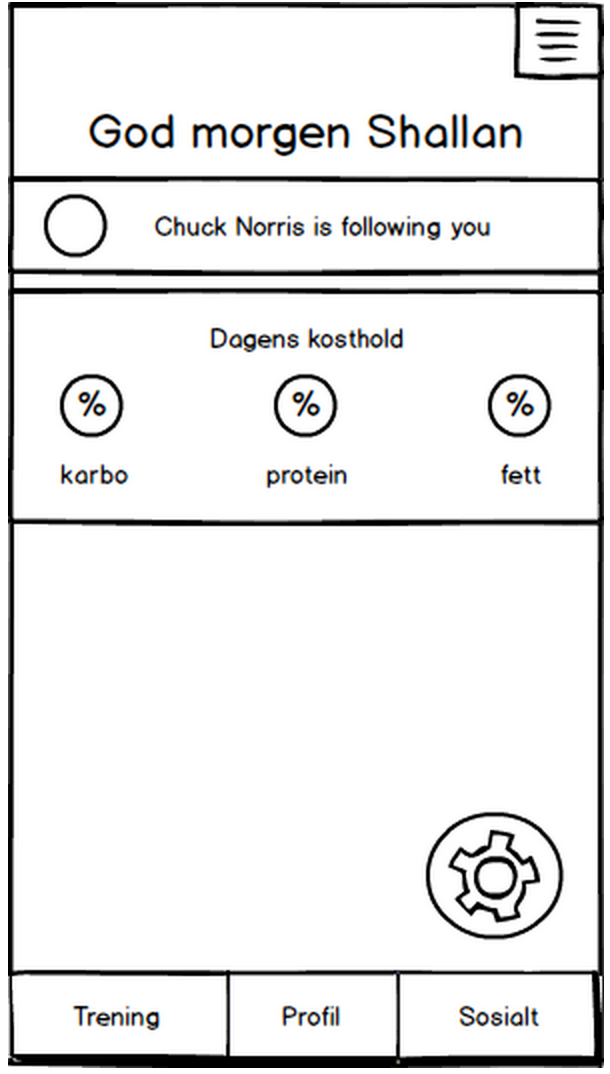 God morgen Shallan
Chuck Norris is following you
Dagens kosthold
% % %
karbo protein fett
Trening Profil Sosialt